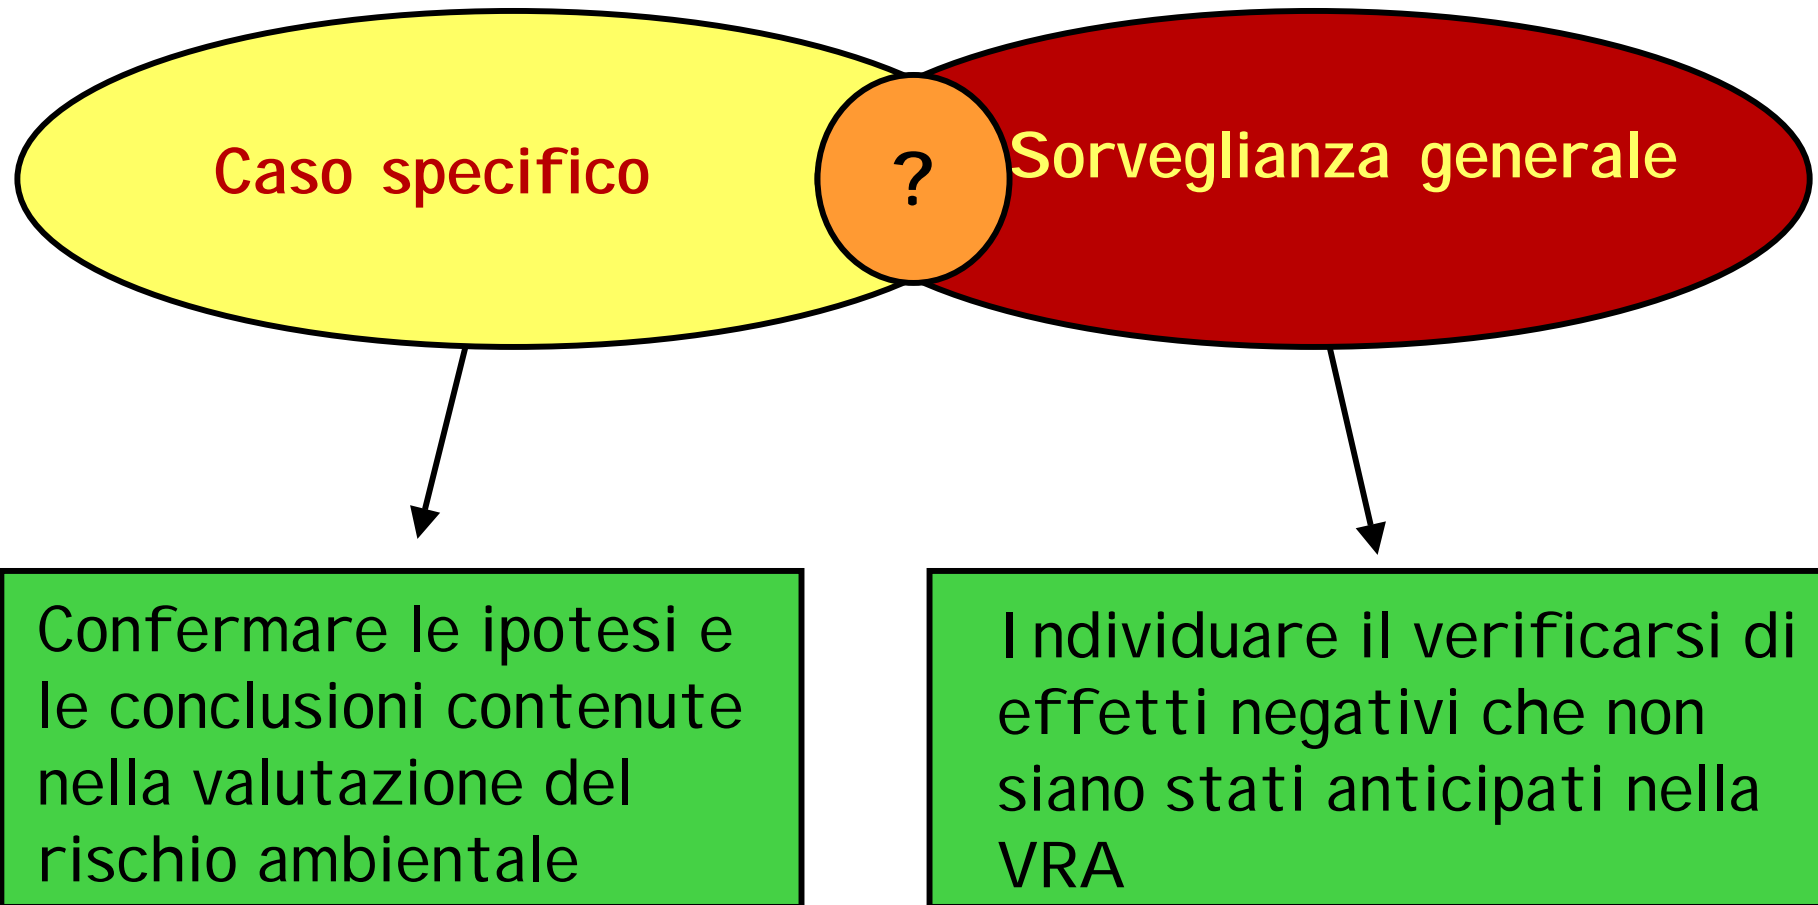 Caso specifico
?
Sorveglianza generale
Confermare le ipotesi e
le conclusioni contenute
nella valutazione del
rischio ambientale
Individuare il verificarsi di
effetti negativi che non
siano stati anticipati nella
VRA